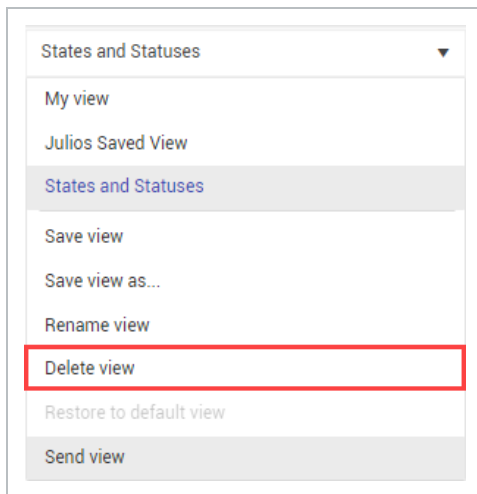 States and Statuses
My view
Julios Saved View
States and Statuses
Save view
Save view as...
Rename view
Delete view
Restore to default view
Send view